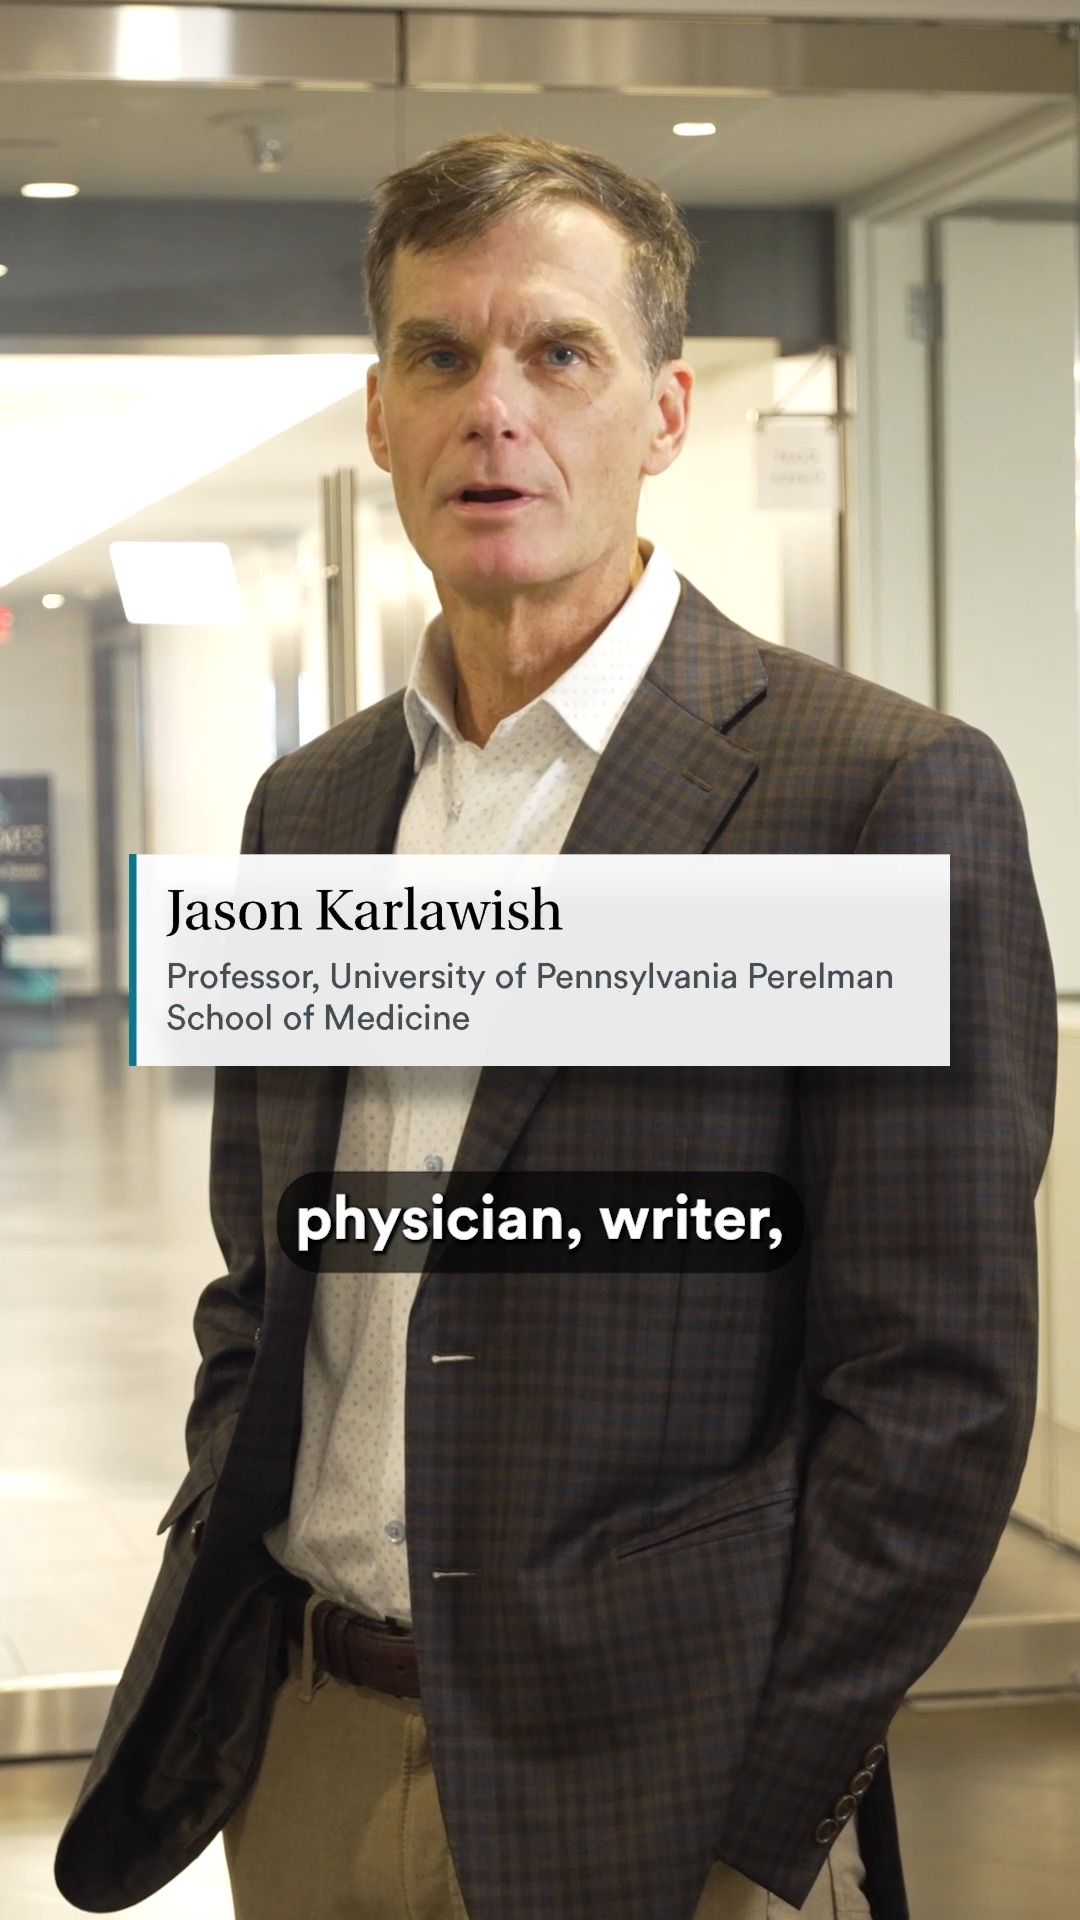 Jason Karlawish
Professor, University of Pennsylvania Perelman
School of Medicine
physician, writer,